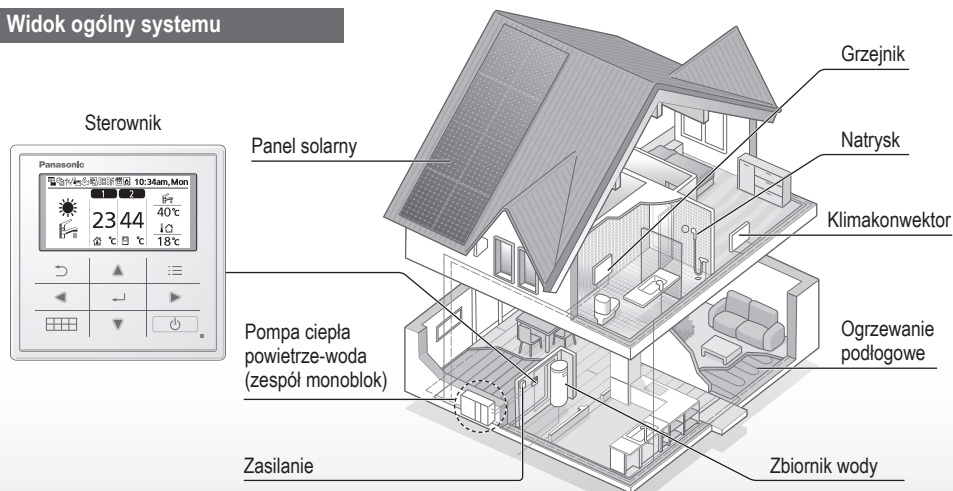 Widok ogólny systemu
Sterownik
Panasonic
10:34am, Mon
1 2
23 44
°C °C
40°C
18°C
Panel solarny
Pompa ciepła
powietrze-woda
(zespół monoblok)
Zasilanie
Grzejnik
Natrysk
Klimakonwektor
Ogrzewanie
podłogowe
Zbiornik wody